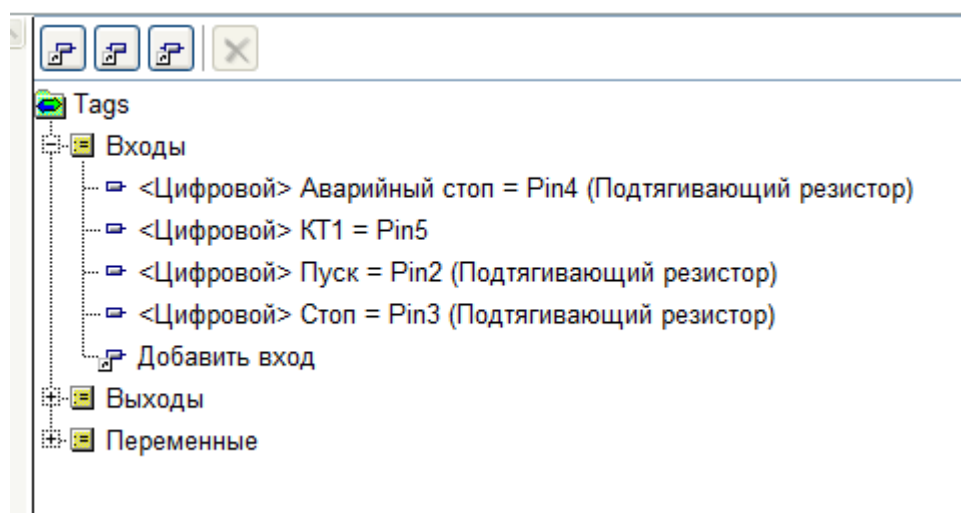 Tags
Входы
<Цифровой> Аварийный стоп = Pin4 (Подтягивающий резистор)
<Цифровой> КТ1 = Pin5
<Цифровой> Пуск = Pin2 (Подтягивающий резистор)
<Цифровой> Стоп = Pin3 (Подтягивающий резистор)
Добавить вход
Выходы
Переменные